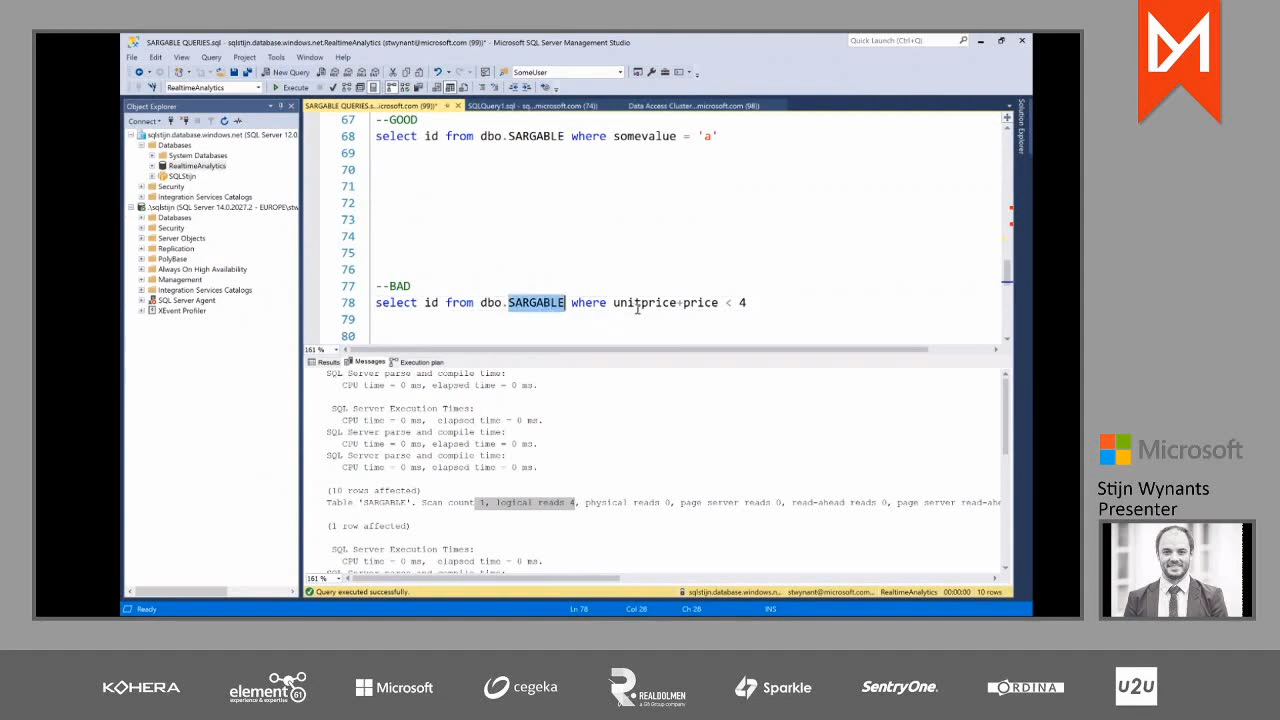 SARGABLE QUERIES.sql - sqlstijn.database.windows.net.RealtimeAnalytics (stwynant@microsoft.com (99))* - Microsoft SQL Server Management Studio
Quick Launch (Ctrl+Q)
File Edit View Query Project Tools Window Help
New Query
SomeUser
RealtimeAnalytics
Execute
Object Explorer
SARGABLE QUERIES.s...icrosoft.com (99))*
SQLQuery1.sql - sq...microsoft.com (74))
Data Access Cluster...microsoft.com (98))
Solution Explorer
Connect
sqlstijn.database.windows.net (SQL Server 12.0
Databases
System Databases
RealtimeAnalytics
SQLStijn
Security
Integration Services Catalogs
.\sqlstijn (SQL Server 14.0.2027.2 - EUROPE\stw
Databases
Security
Server Objects
Replication
PolyBase
Always On High Availability
Management
Integration Services Catalogs
SQL Server Agent
XEvent Profiler
67 --GOOD
68 select id from dbo.SARGABLE where somevalue = 'a'
69
70
71
72
73
74
75
76
77 --BAD
78 select id from dbo.SARGABLE where unitprice+price < 4
79
80
161 %
Results Messages Execution plan
SQL Server parse and compile time:
CPU time = 0 ms, elapsed time = 0 ms.
SQL Server Execution Times:
CPU time = 0 ms, elapsed time = 0 ms.
SQL Server parse and compile time:
CPU time = 0 ms, elapsed time = 0 ms.
SQL Server parse and compile time:
CPU time = 0 ms, elapsed time = 0 ms.
(10 rows affected)
Table 'SARGABLE'. Scan count 1, logical reads 4, physical reads 0, page server reads 0, read-ahead reads 0, page server read-ahe
(1 row affected)
SQL Server Execution Times:
CPU time = 0 ms, elapsed time = 0 ms.
161 %
Query executed successfully.
sqlstijn.database.windows.n... stwynant@microsoft.com... RealtimeAnalytics 00:00:00 10 rows
Ready
Ln 78 Col 28 Ch 28 INS
Microsoft
Stijn Wynants
Presenter
KOHERA
element61
experience & expertise
Microsoft
cegeka
REALDOLMEN
A Gfi Group company
Sparkle
SentryOne.
ORDINA
U2U